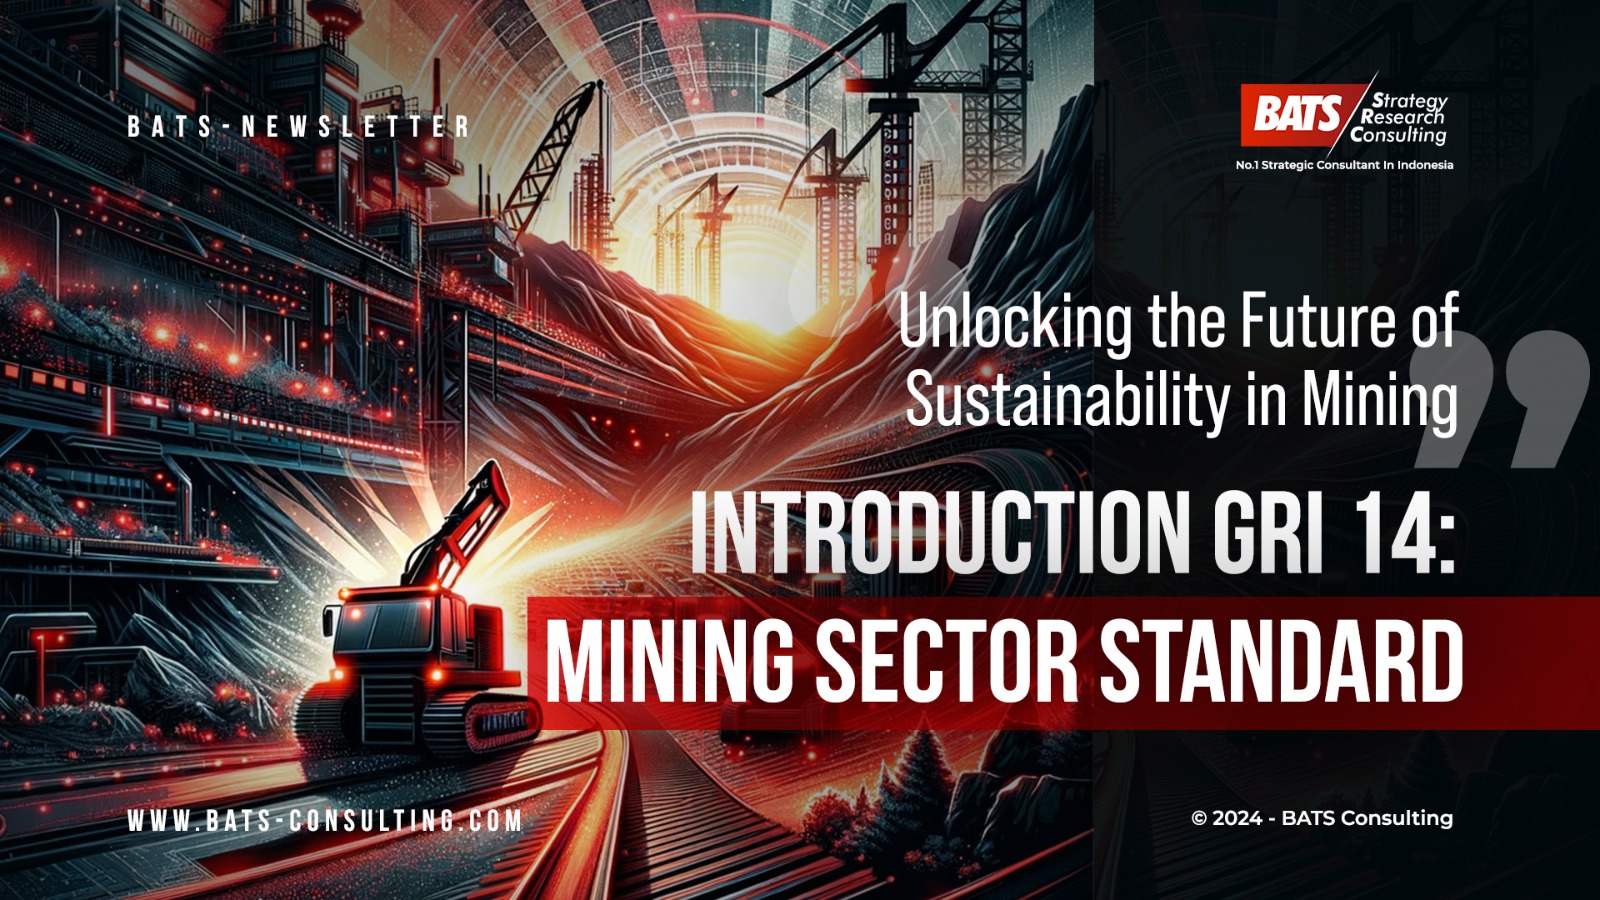 BATS-NEWSLETTER
BATS
Strategy
Research
Consulting
No.1 Strategic Consultant In Indonesia
“
Unlocking the Future of
Sustainability in Mining
”
INTRODUCTION GRI 14:
MINING SECTOR STANDARD
WWW.BATS-CONSULTING.COM
© 2024 - BATS Consulting